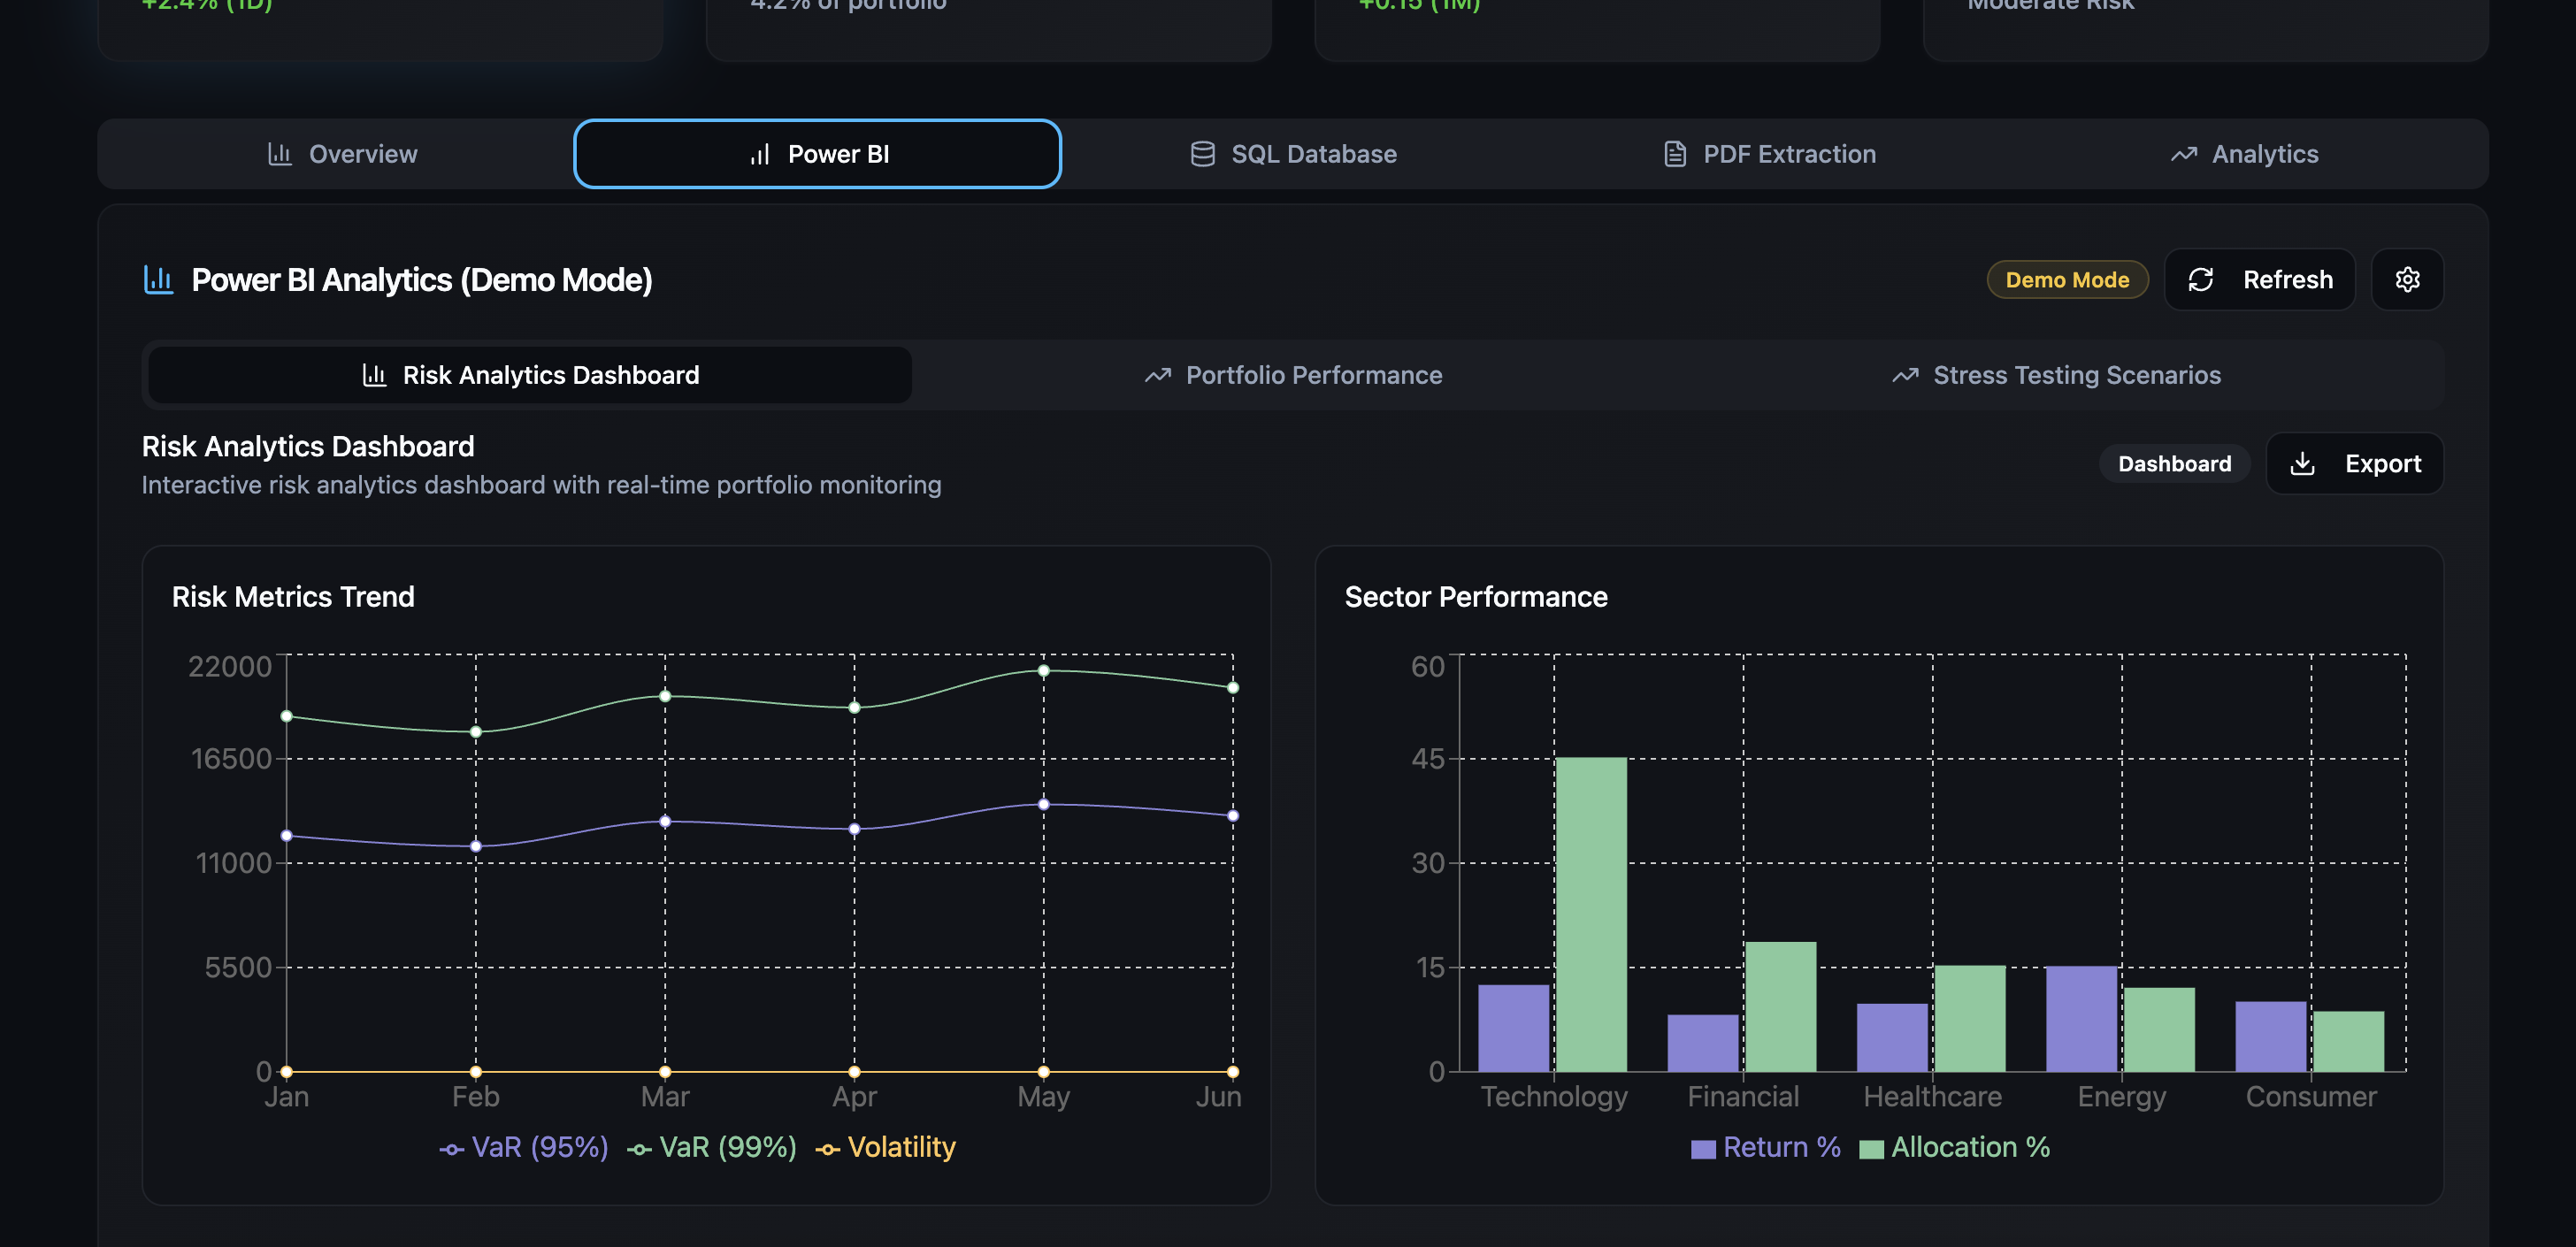 +2.4% (1D)
4.2% of portfolio
+0.15 (1M)
Moderate Risk
Overview
Power BI
SQL Database
PDF Extraction
Analytics
Power BI Analytics (Demo Mode)
Demo Mode
Refresh
Risk Analytics Dashboard
Portfolio Performance
Stress Testing Scenarios
Risk Analytics Dashboard
Interactive risk analytics dashboard with real-time portfolio monitoring
Dashboard
Export
Risk Metrics Trend
22000
16500
11000
5500
0
Jan Feb Mar Apr May Jun
VaR (95%) VaR (99%) Volatility
Sector Performance
60
45
30
15
0
Technology Financial Healthcare Energy Consumer
Return % Allocation %